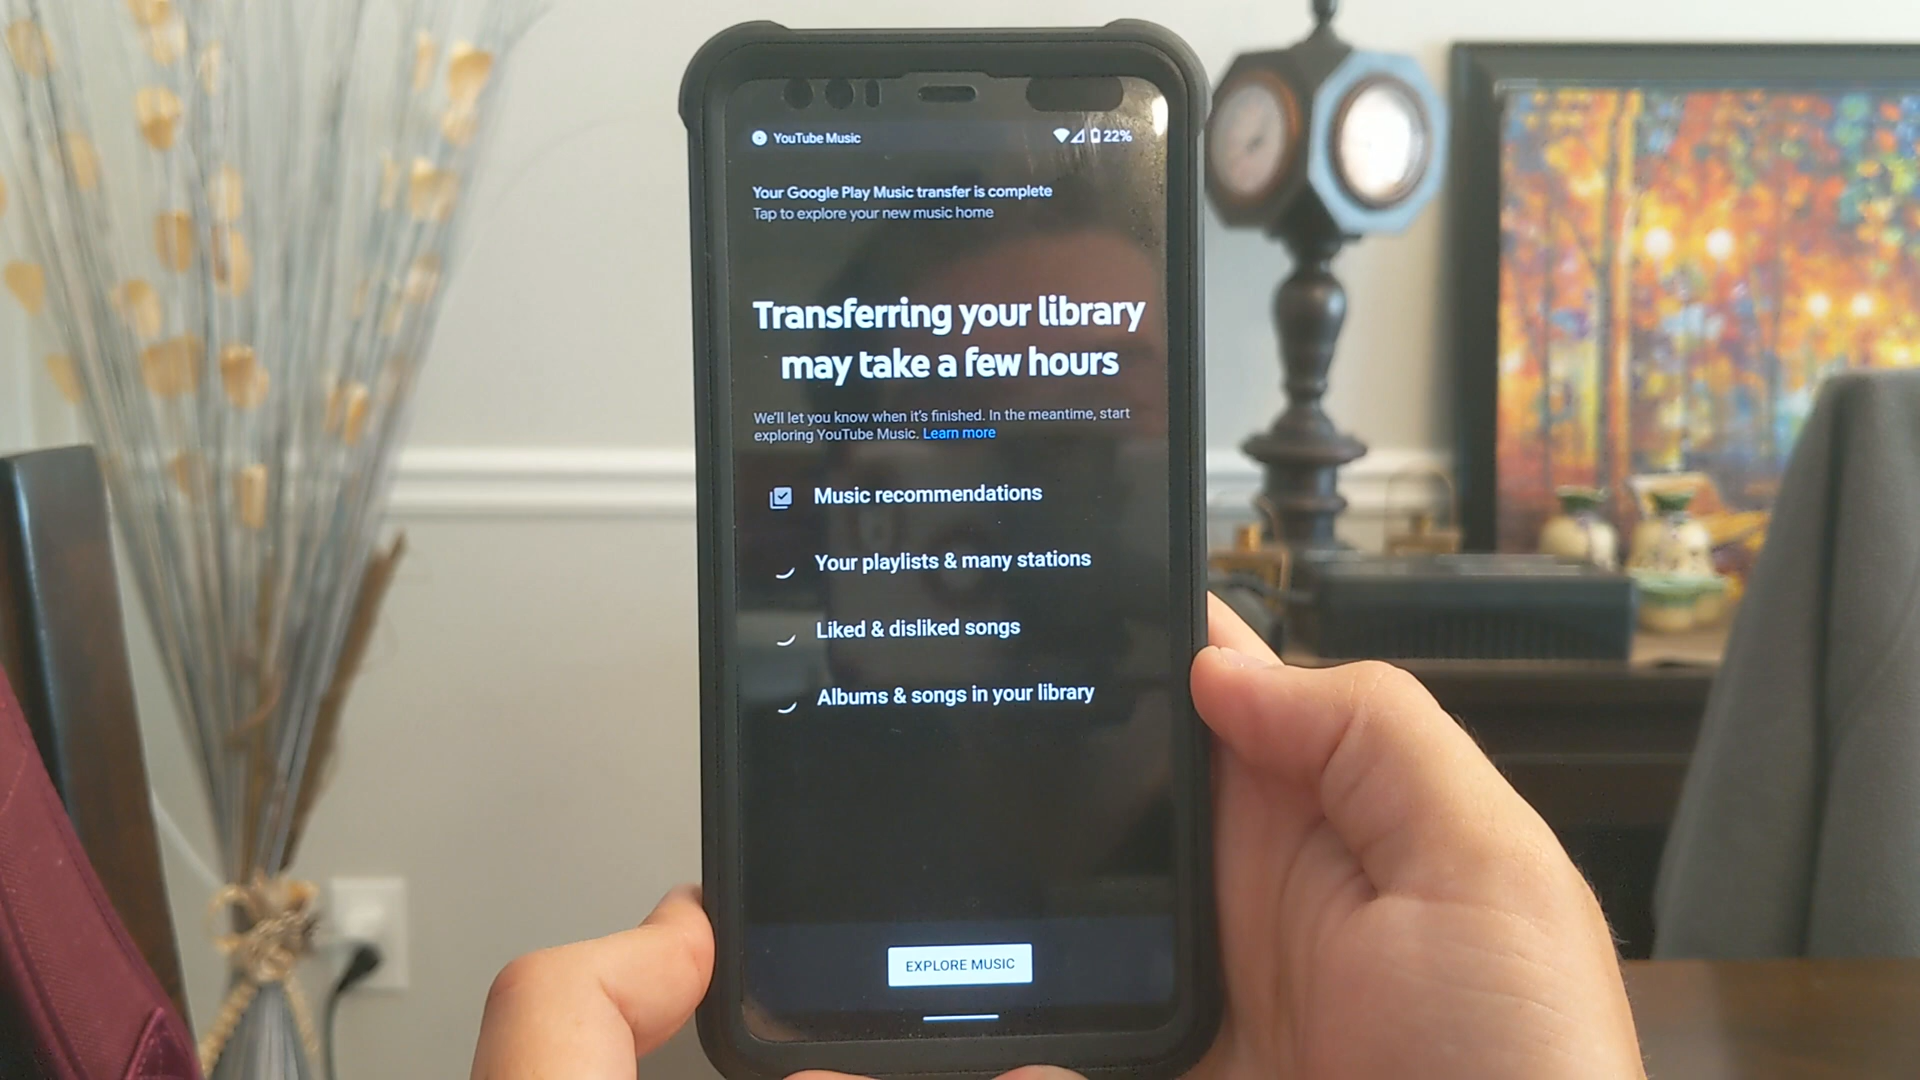 YouTube Music
22%
Your Google Play Music transfer is complete
Tap to explore your new music home
Transferring your library
may take a few hours
We'll let you know when it's finished. In the meantime, start
exploring YouTube Music. Learn more
Music recommendations
Your playlists & many stations
Liked & disliked songs
Albums & songs in your library
EXPLORE MUSIC